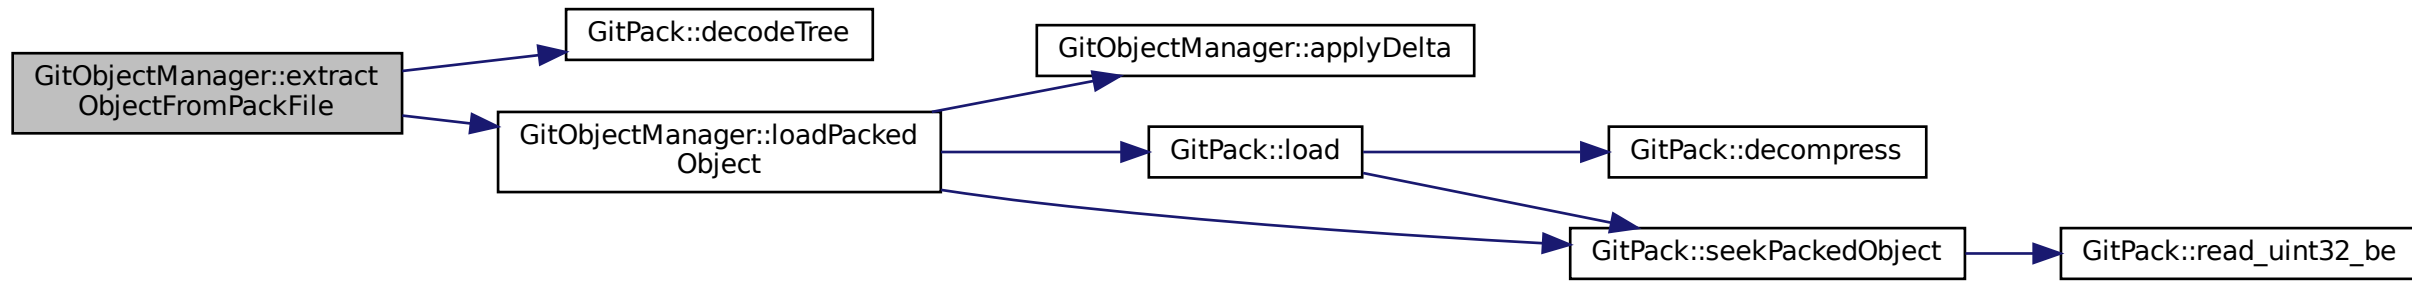 GitObjectManager::extract
ObjectFromPackFile
GitPack::decodeTree
GitObjectManager::loadPacked
Object
GitObjectManager::applyDelta
GitPack::load
GitPack::decompress
GitPack::seekPackedObject
GitPack::read_uint32_be